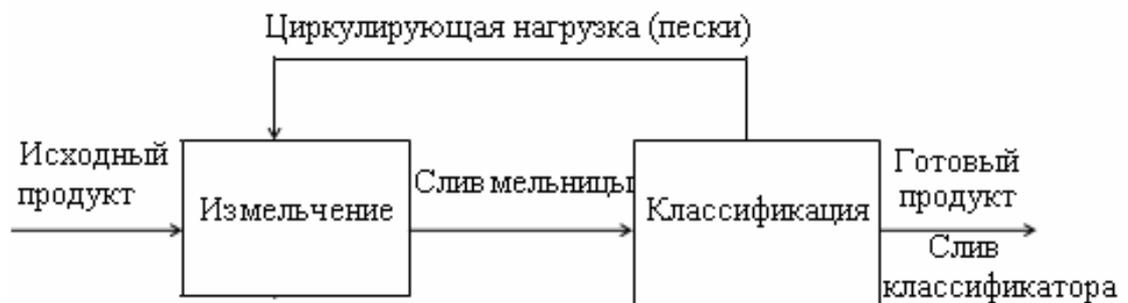 Циркулирующая нагрузка (пески)
Исходный
продукт
Измельчение
Слив мельницы
Классификация
Готовый
продукт
Слив
классификатора